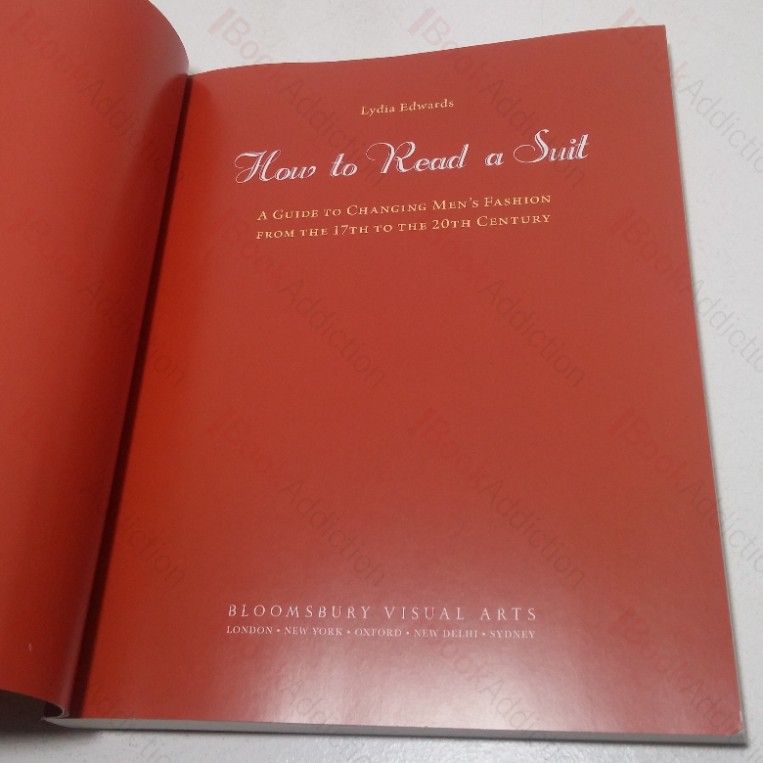 Lydia Edwards
How to Read a Suit
A Guide to Changing Men's Fashion
from the 17th to the 20th Century
BLOOMSBURY VISUAL ARTS
LONDON • NEW YORK • OXFORD • NEW DELHI • SYDNEY
BookAddiction